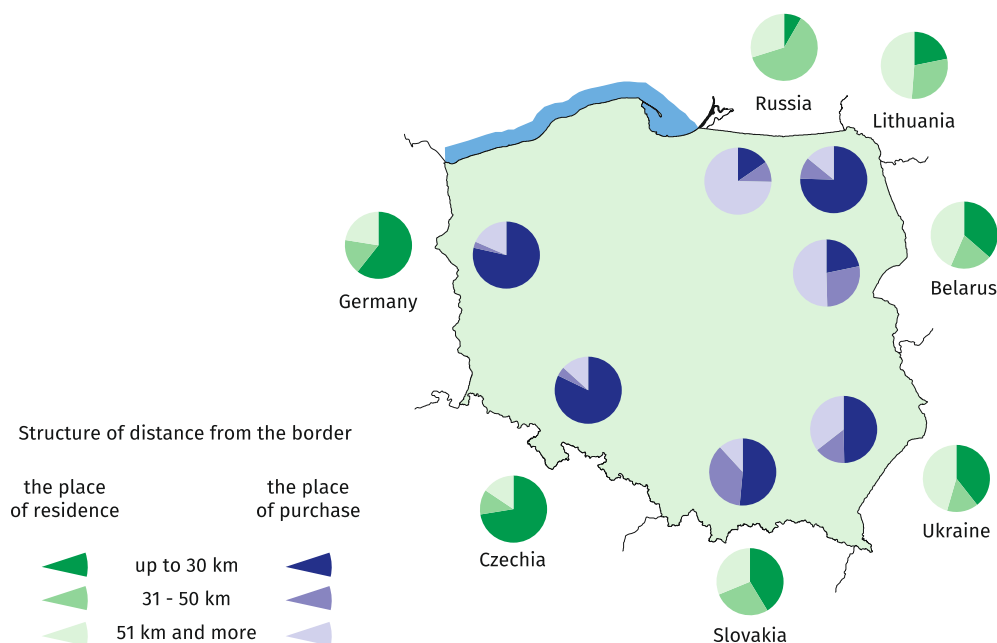 Russia
Lithuania
Germany
Belarus
Structure of distance from the border
the place
of residence
the place
of purchase
up to 30 km
31 - 50 km
51 km and more
Czechia
Ukraine
Slovakia